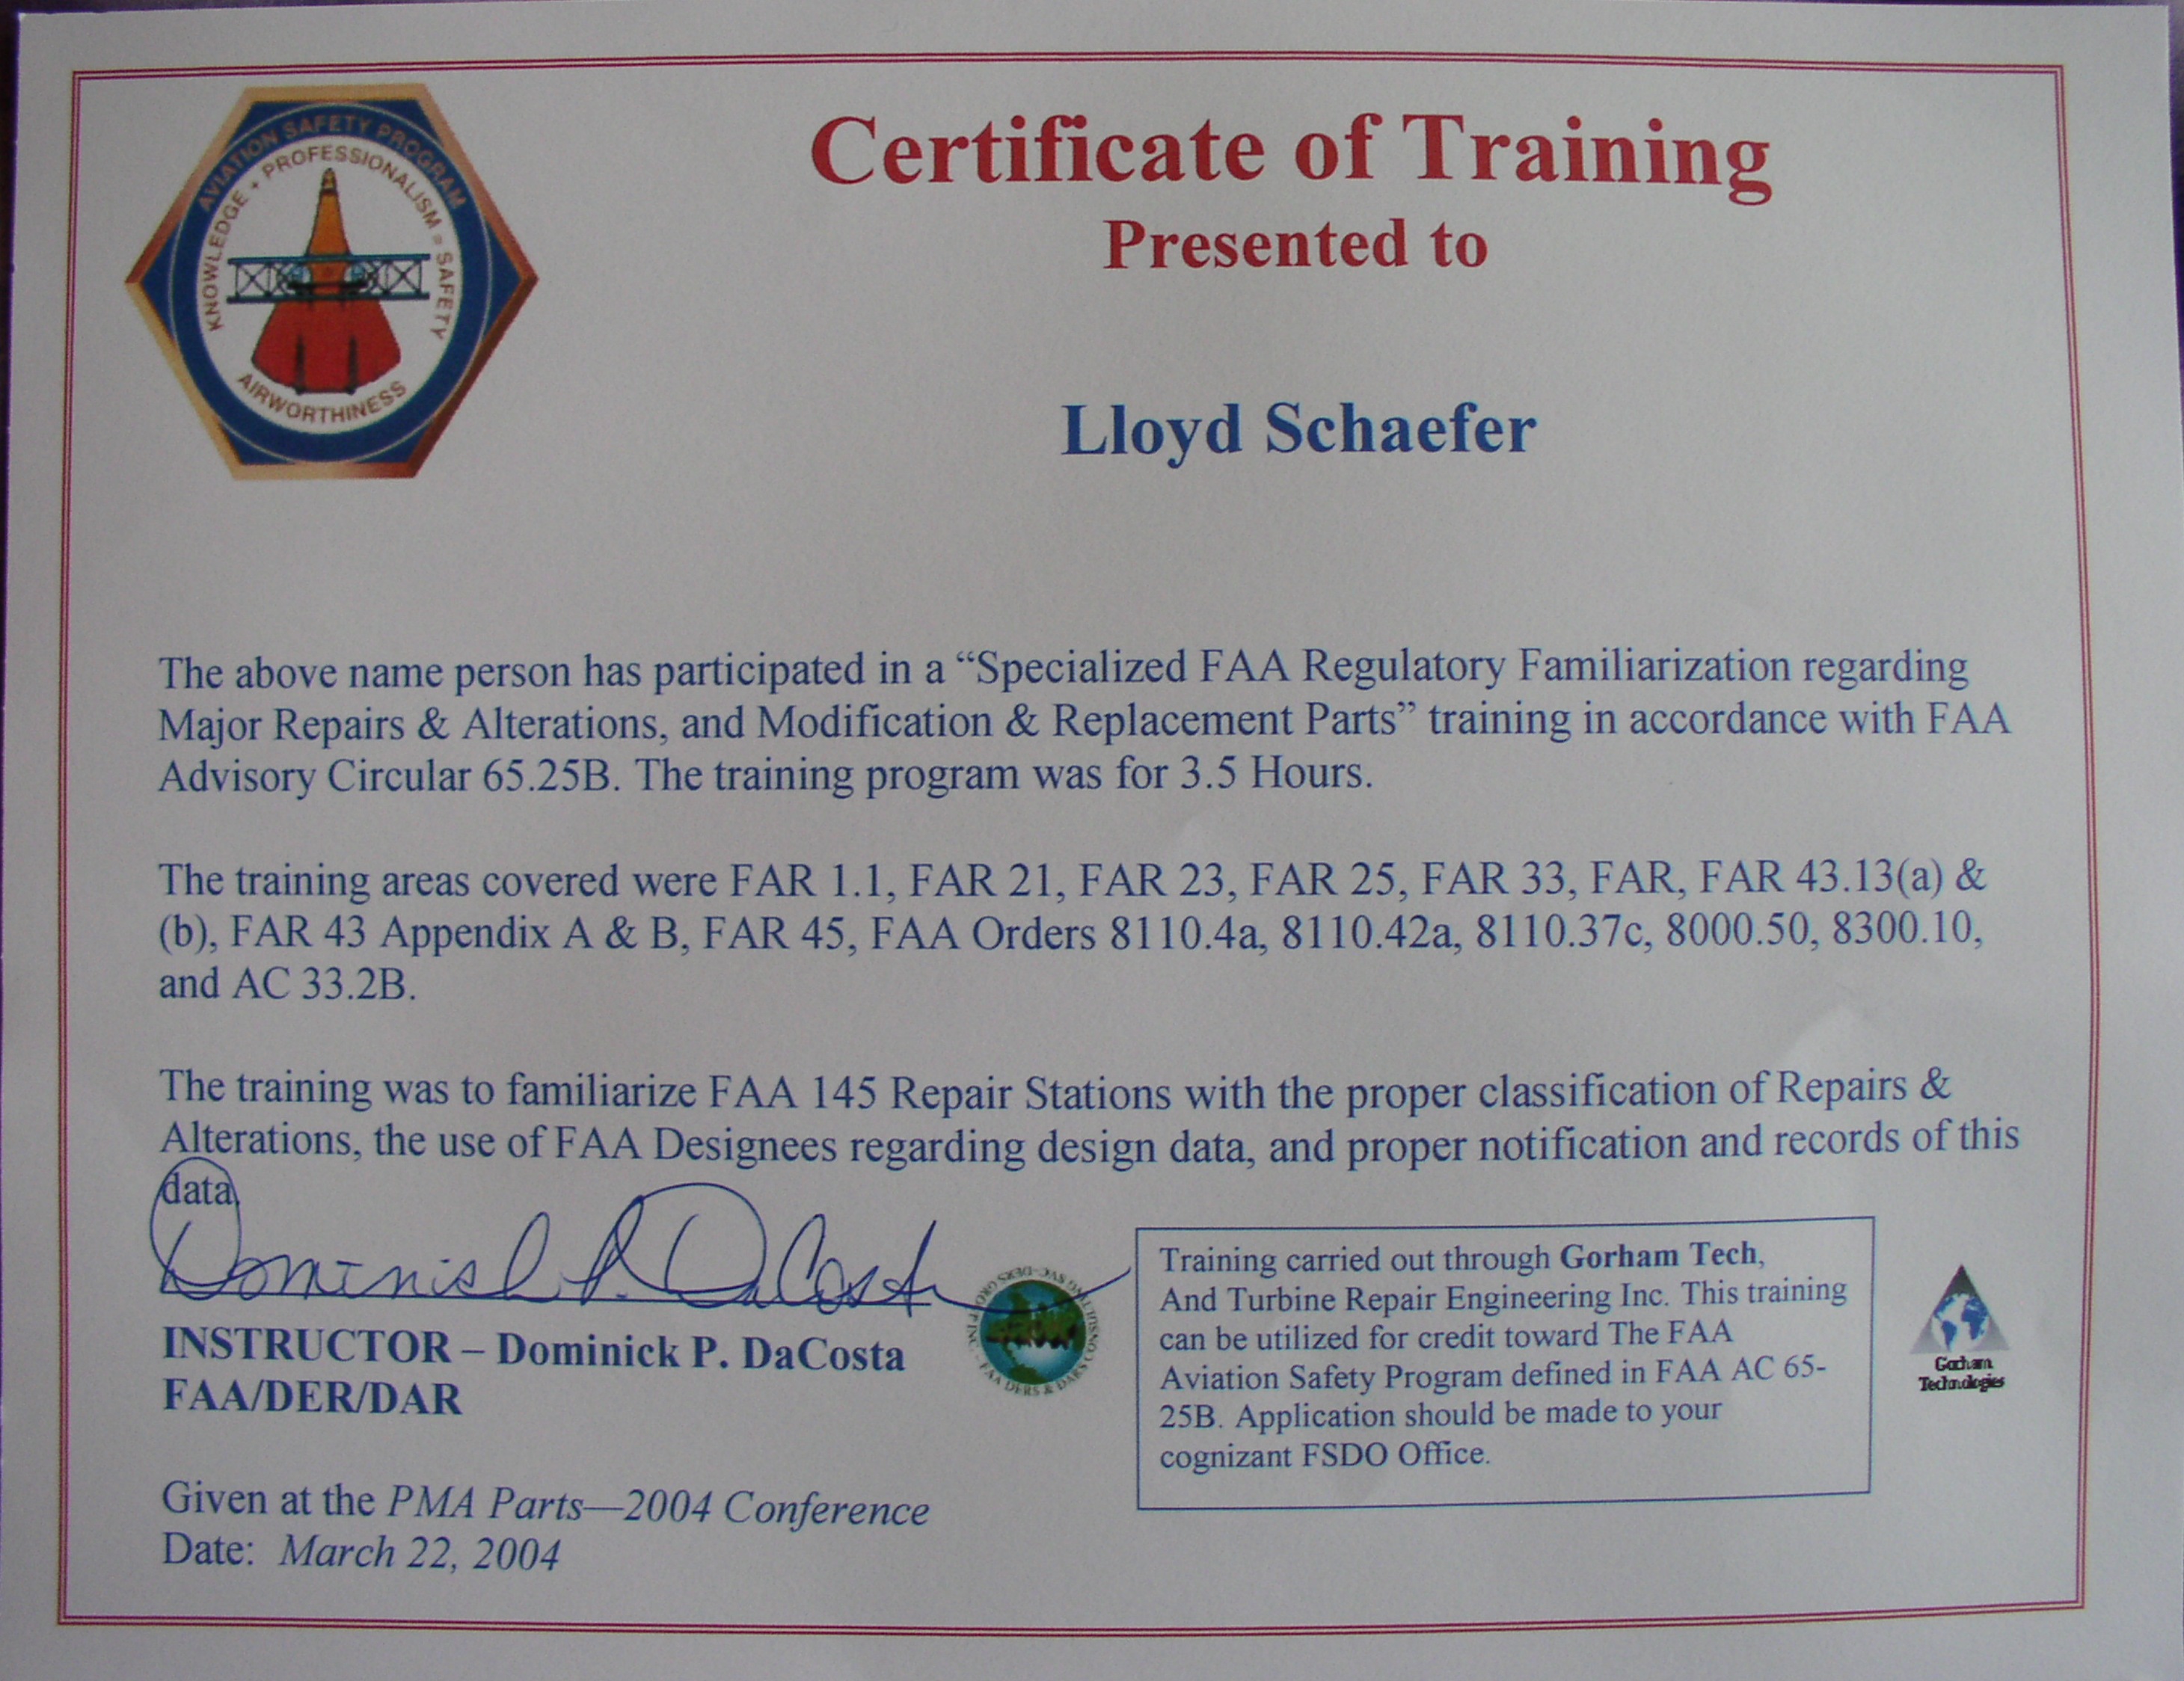 AVIATION SAFETY PROGRAM
KNOWLEDGE + PROFESSIONALISM = SAFETY
AIRWORTHINESS
Certificate of Training
Presented to
Lloyd Schaefer
The above name person has participated in a “Specialized FAA Regulatory Familiarization regarding
Major Repairs & Alterations, and Modification & Replacement Parts” training in accordance with FAA
Advisory Circular 65.25B. The training program was for 3.5 Hours.
The training areas covered were FAR 1.1, FAR 21, FAR 23, FAR 25, FAR 33, FAR, FAR 43.13(a) &
(b), FAR 43 Appendix A & B, FAR 45, FAA Orders 8110.4a, 8110.42a, 8110.37c, 8000.50, 8300.10,
and AC 33.2B.
The training was to familiarize FAA 145 Repair Stations with the proper classification of Repairs &
Alterations, the use of FAA Designees regarding design data, and proper notification and records of this
data.
Dominick P. DaCosta
INSTRUCTOR – Dominick P. DaCosta
FAA/DER/DAR
Given at the PMA Parts—2004 Conference
Date: March 22, 2004
FAA DERS & DARS CONSULTING SVC
Training carried out through Gorham Tech,
And Turbine Repair Engineering Inc. This training
can be utilized for credit toward The FAA
Aviation Safety Program defined in FAA AC 65-
25B. Application should be made to your
cognizant FSDO Office.
Gorham
Technologies